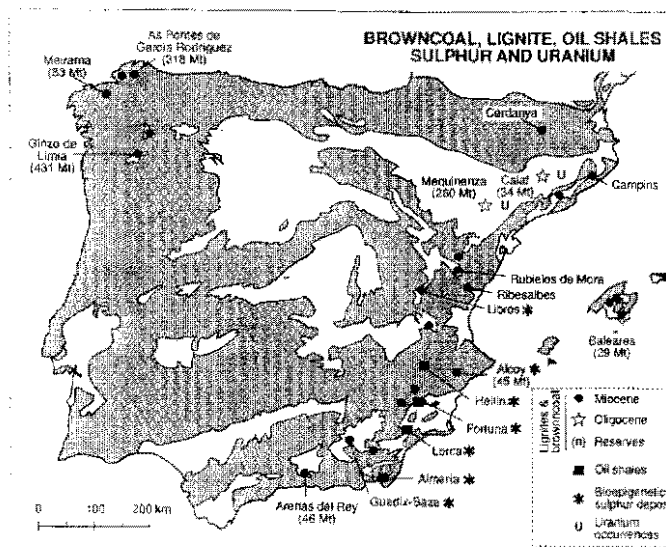 BROWNCOAL, LIGNITE, OIL SHALES
SULPHUR AND URANIUM
As Pontes de
García Rodriguez
(318 Mt)
Meirama
(83 Mt)
Ginzo de
Limia
(431 Mt)
Cerdanya
Mequinenza
(260 Mt)
U
Calaf
(34 Mt)
U
Campins
Rubielos de Mora
Ribesalbes
Libros ✱
Baleares
(29 Mt)
Alcoy ✱
(45 Mt)
Hellín ✱
Fortuna ✱
Lorca ✱
Almeria ✱
Guadix-Baza ✱
Arenas del Rey
(46 Mt)
0 100 200 km
Lignites &
browncoal
Miocene
Oligocene
(n) Reserves
Oil shales
✱ Bioepigenetic
sulphur depos
U Uranium
occurrences